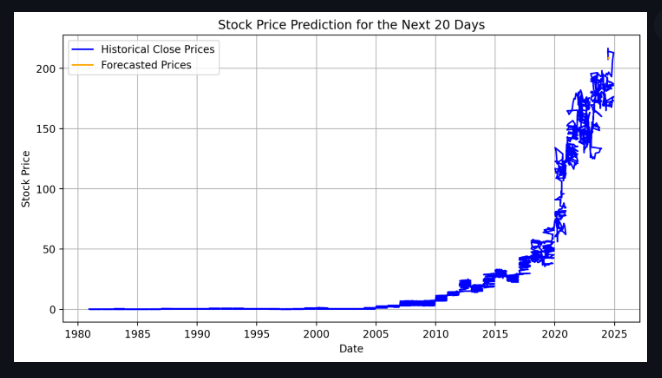 Stock Price Prediction for the Next 20 Days
Historical Close Prices
Forecasted Prices
200
150
100
50
0
Stock Price
1980 1985 1990 1995 2000 2005 2010 2015 2020 2025
Date